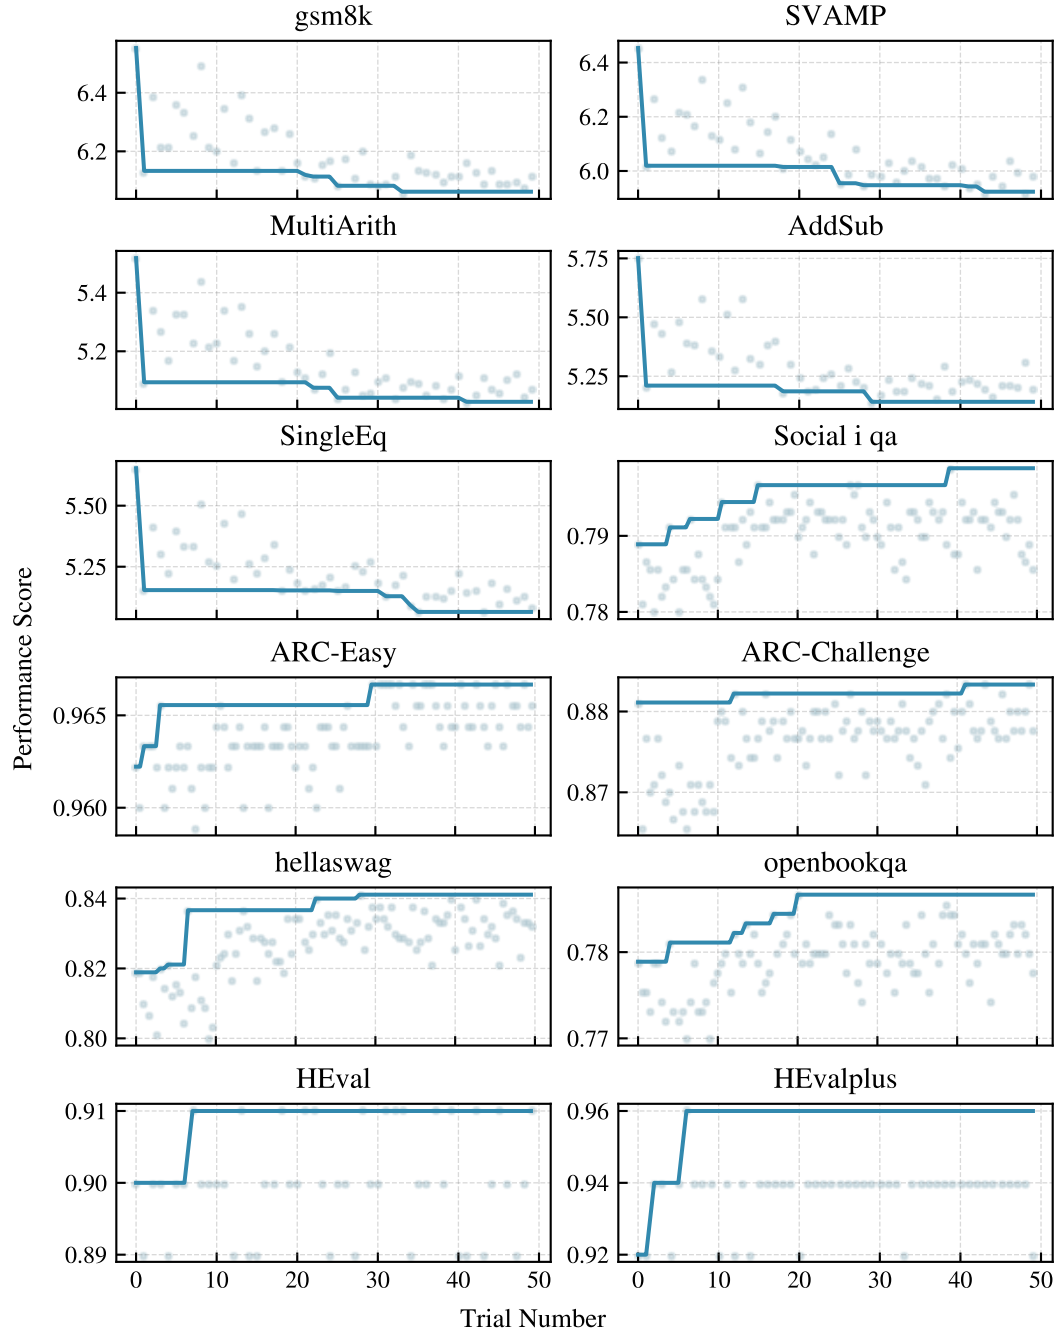 gsm8k
SVAMP
6.4
6.2
6.4
6.2
6.0
MultiArith
AddSub
5.4
5.2
5.75
5.50
5.25
SingleEq
Social i qa
5.50
5.25
0.79
0.78
ARC-Easy
ARC-Challenge
0.965
0.960
0.88
0.87
hellaswag
openbookqa
0.84
0.82
0.80
0.78
0.77
HEval
HEvalplus
0.91
0.90
0.89
0.96
0.94
0.92
0 10 20 30 40 50
0 10 20 30 40 50
Performance Score
Trial Number